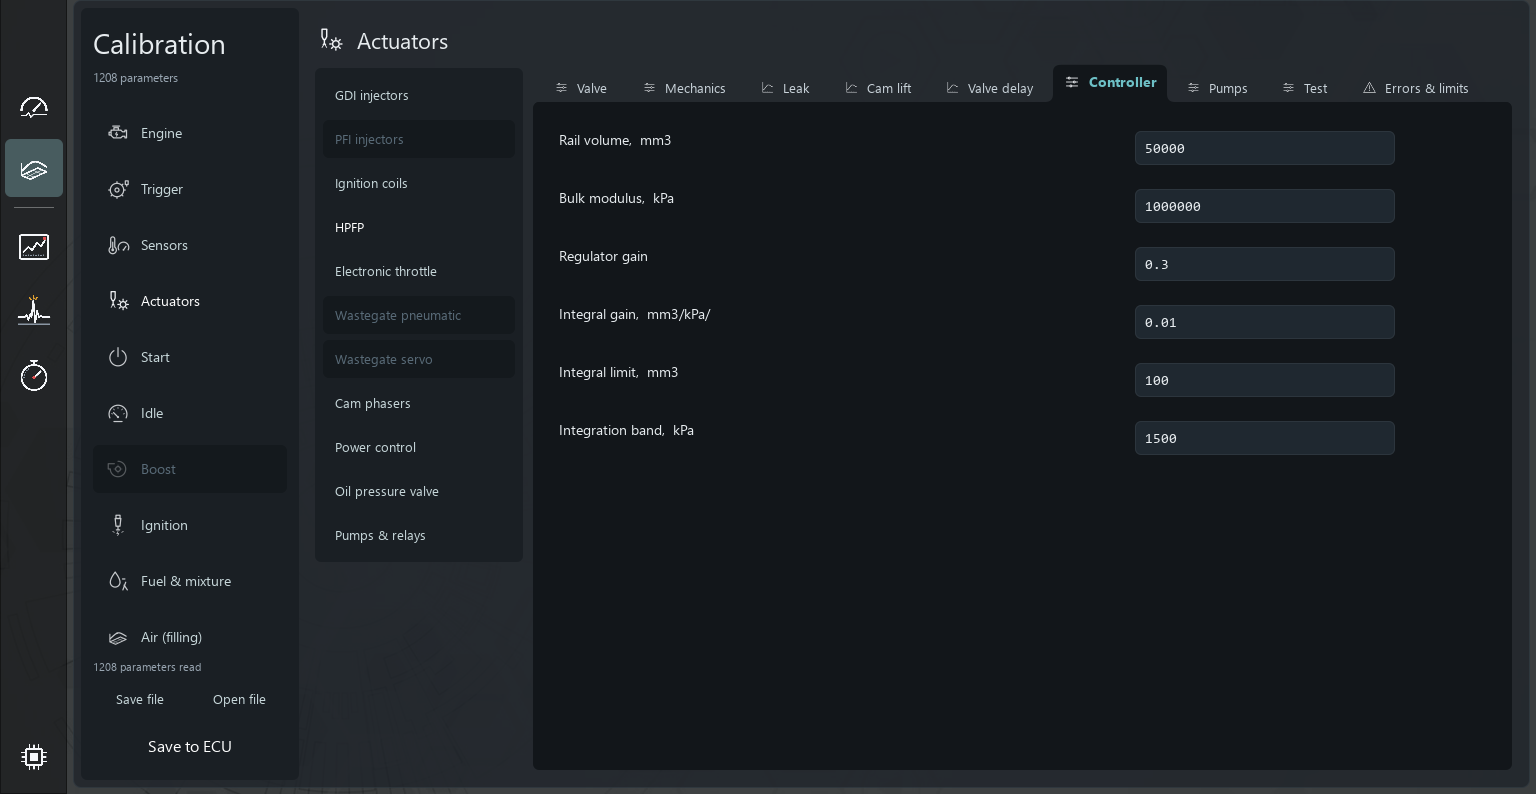 Calibration
1208 parameters
Engine
Trigger
Sensors
Actuators
Start
Idle
Boost
Ignition
Fuel & mixture
Air (filling)
1208 parameters read
Save file
Open file
Save to ECU
Actuators
GDI injectors
PFI injectors
Ignition coils
HPFP
Electronic throttle
Wastegate pneumatic
Wastegate servo
Cam phasers
Power control
Oil pressure valve
Pumps & relays
Valve
Mechanics
Leak
Cam lift
Valve delay
Controller
Pumps
Test
Errors & limits
Rail volume, mm3
50000
Bulk modulus, kPa
1000000
Regulator gain
0.3
Integral gain, mm3/kPa/
0.01
Integral limit, mm3
100
Integration band, kPa
1500